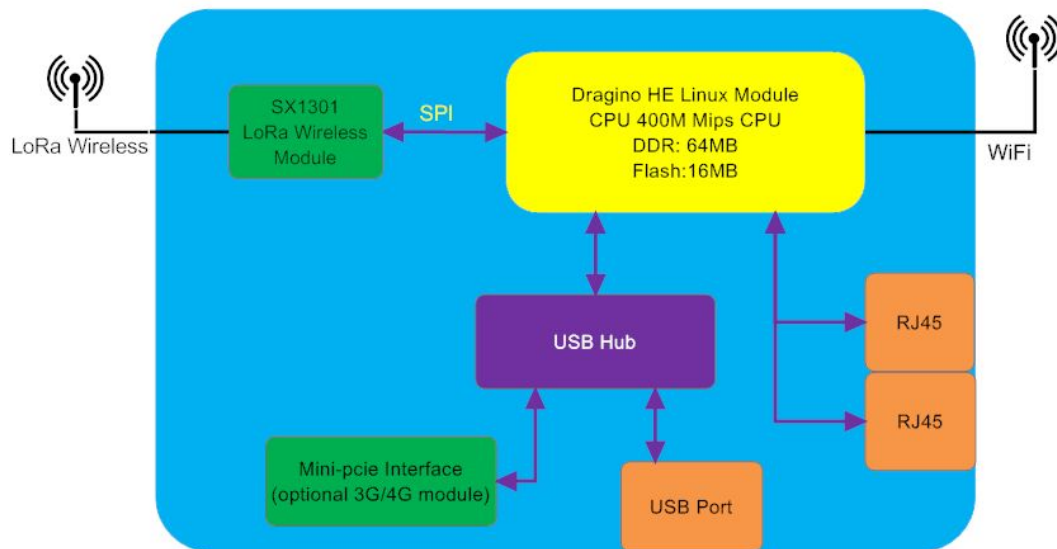 SX1301
LoRa Wireless
Module
SPI
Dragino HE Linux Module
CPU 400M Mips CPU
DDR: 64MB
Flash:16MB
LoRa Wireless
WiFi
USB Hub
RJ45
RJ45
Mini-pcie Interface
(optional 3G/4G module)
USB Port